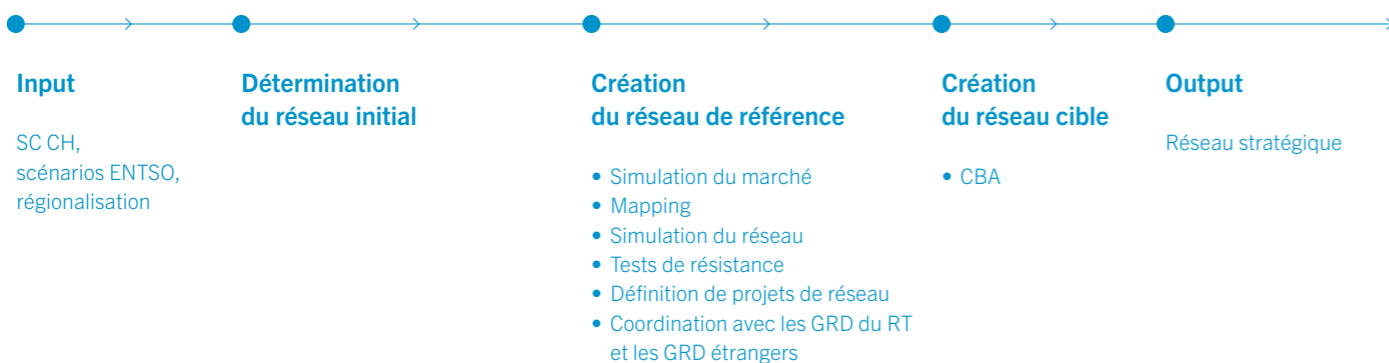 Input
SC CH,
scénarios ENTSO,
régionalisation
Détermination
du réseau initial
Création
du réseau de référence
• Simulation du marché
• Mapping
• Simulation du réseau
• Tests de résistance
• Définition de projets de réseau
• Coordination avec les GRD du RT
et les GRD étrangers
Création
du réseau cible
• CBA
Output
Réseau stratégique